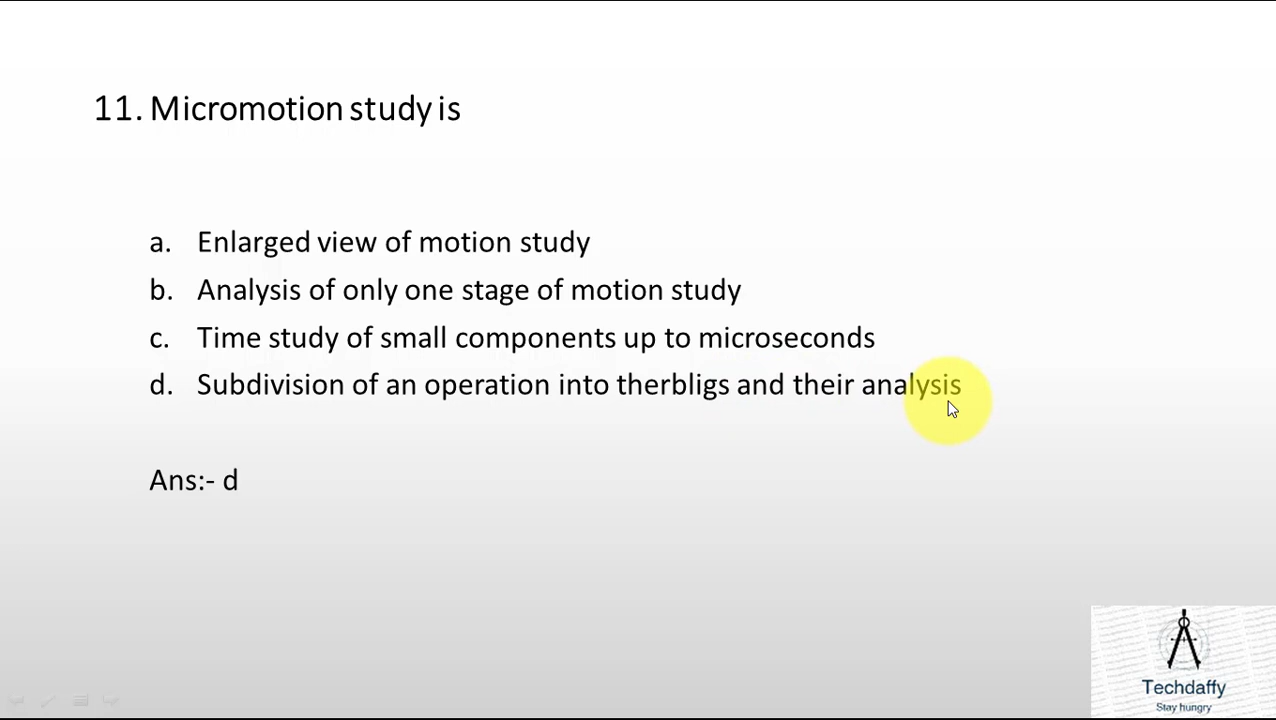 11. Micromotion study is
a. Enlarged view of motion study
b. Analysis of only one stage of motion study
c. Time study of small components up to microseconds
d. Subdivision of an operation into therbligs and their analysis
Ans:- d
Techdaffy
Stay hungry